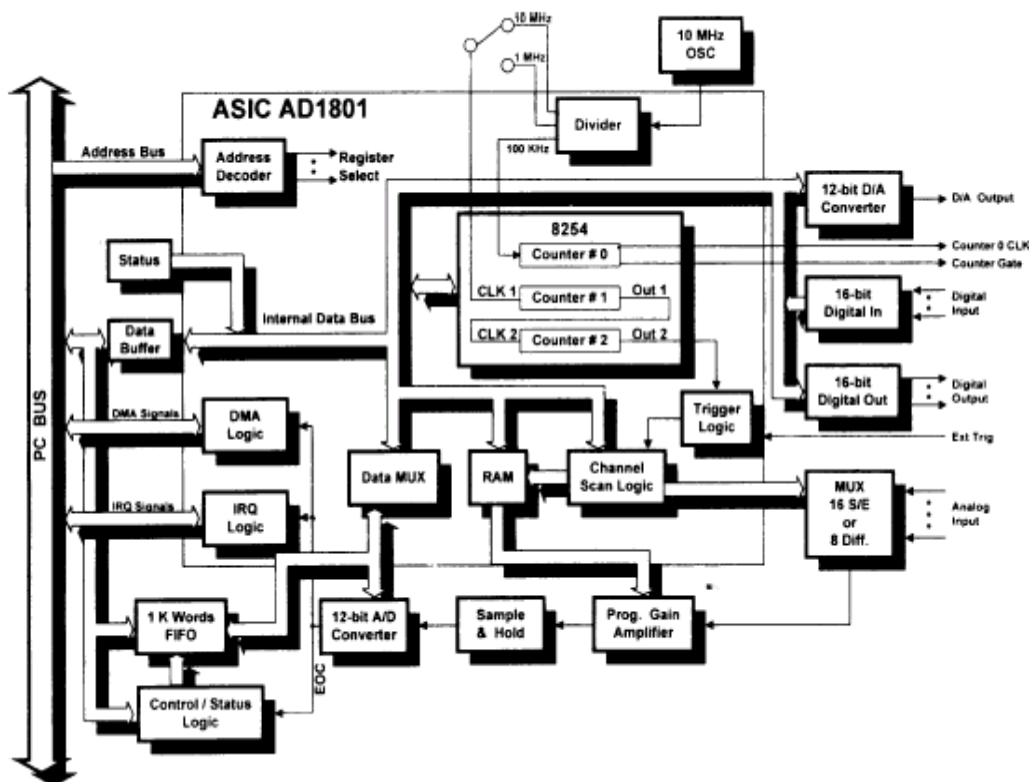 10 MHz
1 MHz
10 MHz
OSC
ASIC AD1801
Divider
100 KHz
Address Bus
Address
Decoder
Register
Select
12-bit D/A
Converter
D/A Output
8254
Status
Counter # 0
Counter 0 CLK
Counter Gate
CLK 1
Counter # 1
Out 1
16-bit
Digital In
Digital
Input
Internal Data Bus
Data
Buffer
CLK 2
Counter # 2
Out 2
16-bit
Digital Out
Digital
Output
PC BUS
DMA Signals
DMA
Logic
Trigger
Logic
Ext Trig
Data MUX
RAM
Channel
Scan Logic
MUX
16 S/E
or
8 Diff.
Analog
Input
IRQ Signals
IRQ
Logic
1 K Words
FIFO
12-bit A/D
Converter
Sample
& Hold
Prog. Gain
Amplifier
EOC
Control / Status
Logic